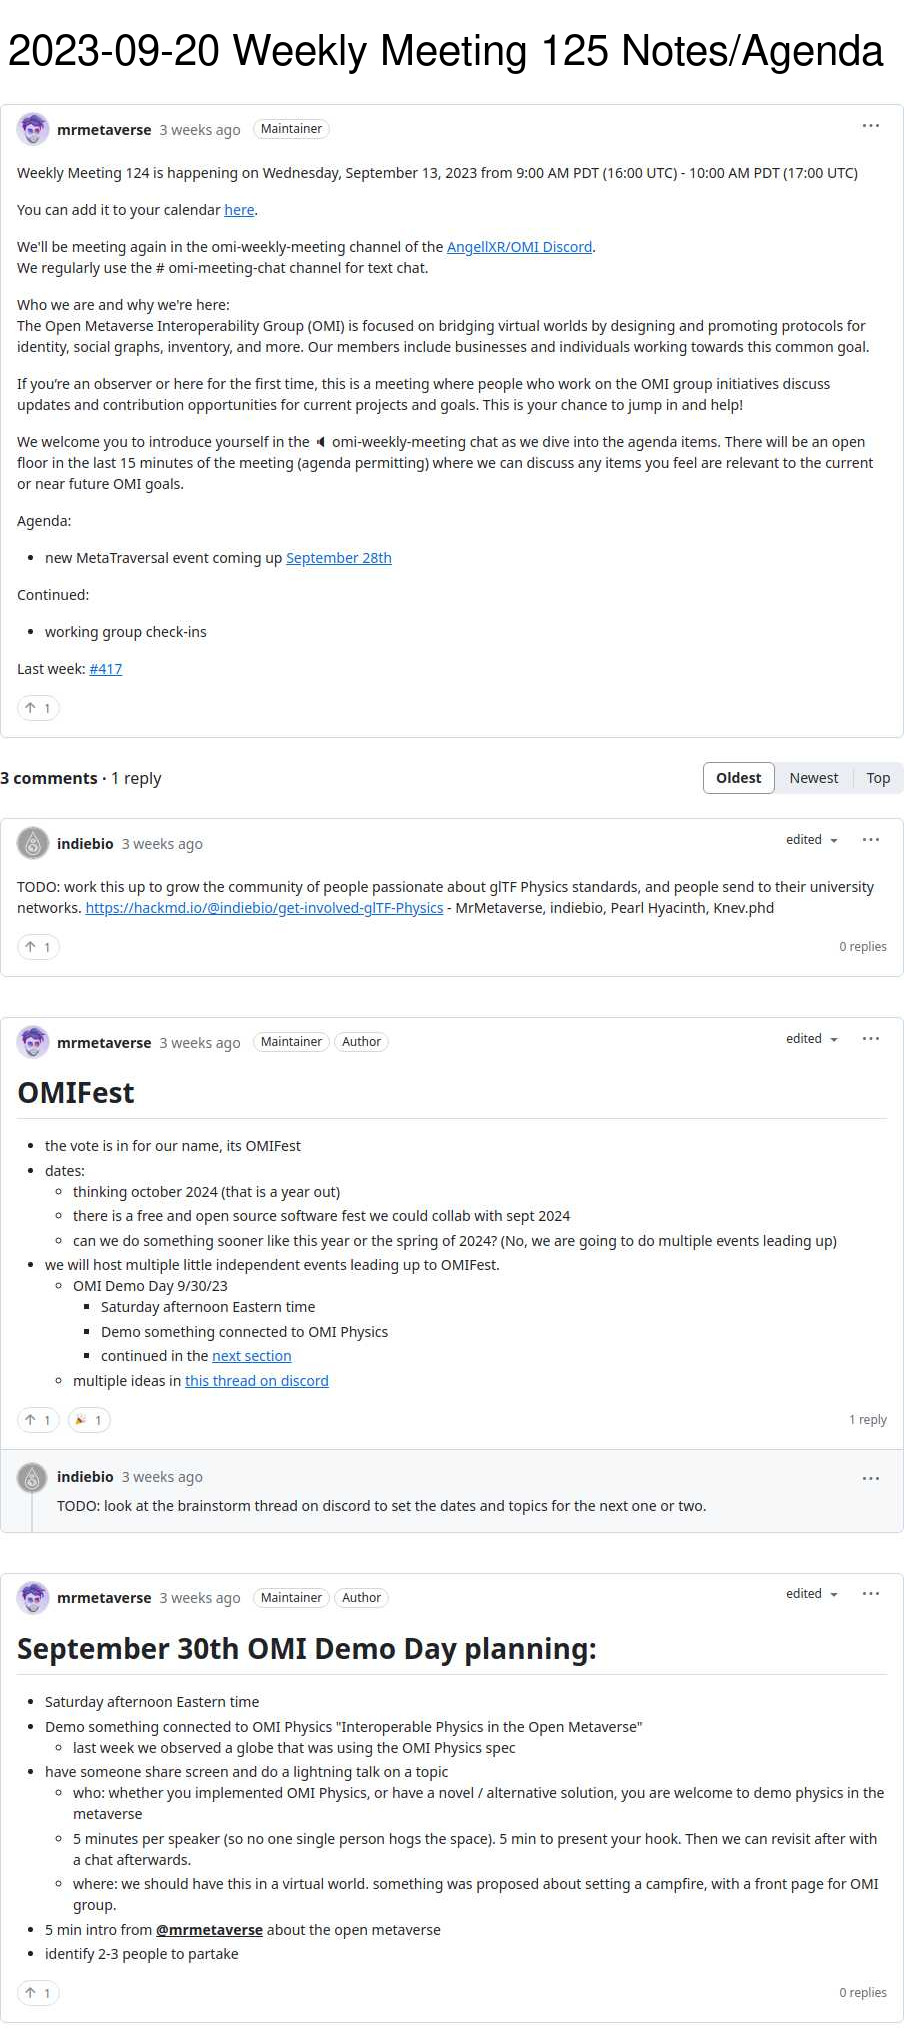 2023-09-20 Weekly Meeting 125 Notes/Agenda
mrmetaverse 3 weeks ago Maintainer
Weekly Meeting 124 is happening on Wednesday, September 13, 2023 from 9:00 AM PDT (16:00 UTC) - 10:00 AM PDT (17:00 UTC)
You can add it to your calendar here.
We'll be meeting again in the omi-weekly-meeting channel of the AngellXR/OMI Discord.
We regularly use the # omi-meeting-chat channel for text chat.
Who we are and why we're here:
The Open Metaverse Interoperability Group (OMI) is focused on bridging virtual worlds by designing and promoting protocols for
identity, social graphs, inventory, and more. Our members include businesses and individuals working towards this common goal.
If you're an observer or here for the first time, this is a meeting where people who work on the OMI group initiatives discuss
updates and contribution opportunities for current projects and goals. This is your chance to jump in and help!
We welcome you to introduce yourself in the 🔈 omi-weekly-meeting chat as we dive into the agenda items. There will be an open
floor in the last 15 minutes of the meeting (agenda permitting) where we can discuss any items you feel are relevant to the current
or near future OMI goals.
Agenda:
• new MetaTraversal event coming up September 28th
Continued:
• working group check-ins
Last week: #417
↑ 1
3 comments · 1 reply
Oldest Newest Top
indiebio 3 weeks ago
edited
TODO: work this up to grow the community of people passionate about glTF Physics standards, and people send to their university
networks. https://hackmd.io/@indiebio/get-involved-glTF-Physics - MrMetaverse, indiebio, Pearl Hyacinth, Knev.phd
↑ 1
0 replies
mrmetaverse 3 weeks ago Maintainer Author
edited
OMIFest
• the vote is in for our name, its OMIFest
• dates:
◦ thinking october 2024 (that is a year out)
◦ there is a free and open source software fest we could collab with sept 2024
◦ can we do something sooner like this year or the spring of 2024? (No, we are going to do multiple events leading up)
• we will host multiple little independent events leading up to OMIFest.
◦ OMI Demo Day 9/30/23
▪ Saturday afternoon Eastern time
▪ Demo something connected to OMI Physics
▪ continued in the next section
◦ multiple ideas in this thread on discord
↑ 1 🎉 1
1 reply
indiebio 3 weeks ago
TODO: look at the brainstorm thread on discord to set the dates and topics for the next one or two.
mrmetaverse 3 weeks ago Maintainer Author
edited
September 30th OMI Demo Day planning:
• Saturday afternoon Eastern time
• Demo something connected to OMI Physics "Interoperable Physics in the Open Metaverse"
◦ last week we observed a globe that was using the OMI Physics spec
• have someone share screen and do a lightning talk on a topic
◦ who: whether you implemented OMI Physics, or have a novel / alternative solution, you are welcome to demo physics in the
metaverse
◦ 5 minutes per speaker (so no one single person hogs the space). 5 min to present your hook. Then we can revisit after with
a chat afterwards.
◦ where: we should have this in a virtual world. something was proposed about setting a campfire, with a front page for OMI
group.
• 5 min intro from @mrmetaverse about the open metaverse
• identify 2-3 people to partake
↑ 1
0 replies